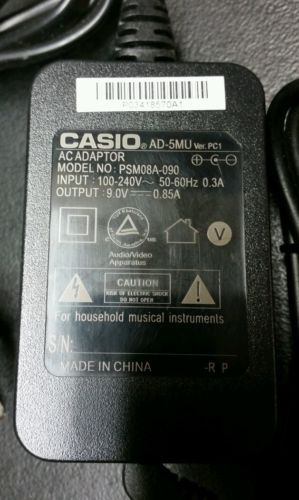 P03418570A1
CASIO® AD-5MU Ver. PC1
AC ADAPTOR
MODEL NO: PSM08A-090
INPUT : 100-240V~ 50-60Hz 0.3A
OUTPUT : 9.0V⎓0.85A
C US
V
Audio/Video
Apparatus
CAUTION
RISK OF ELECTRIC SHOCK
DO NOT OPEN
For household musical instruments
S/N:
MADE IN CHINA -R P